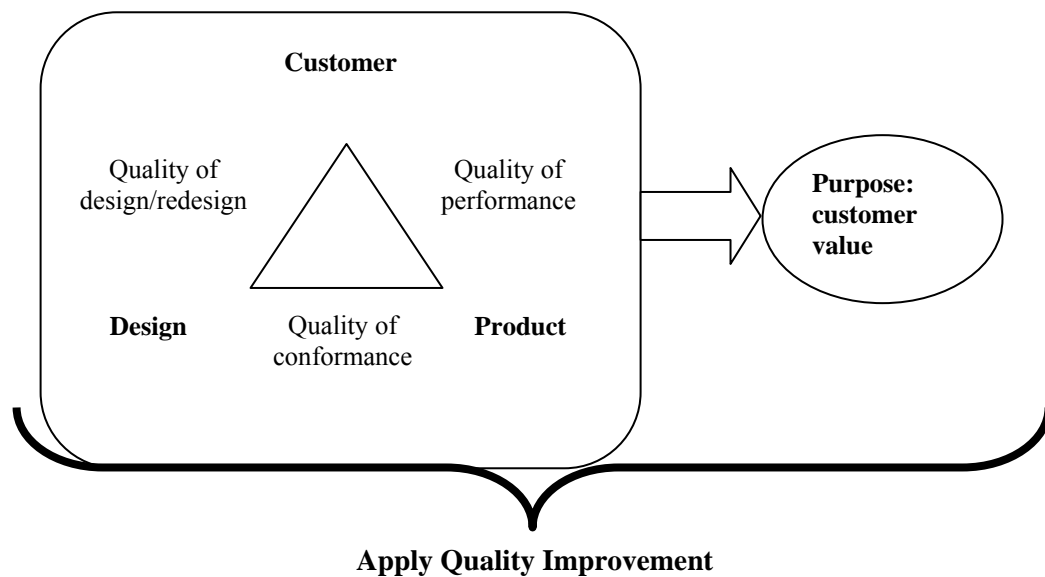 Customer
Quality of
design/redesign
Quality of
performance
Design
Quality of
conformance
Product
Purpose:
customer
value
Apply Quality Improvement